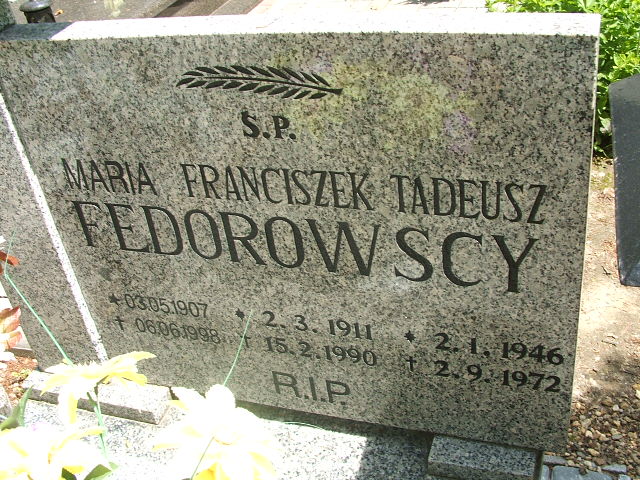 Ś.P.
MARIA FRANCISZEK TADEUSZ
FEDOROWSCY
* 03.05.1907 * 2.3.1911 * 2.1.1946
† 06.06.1998 † 15.2.1990 † 2.9.1972
R.I.P.